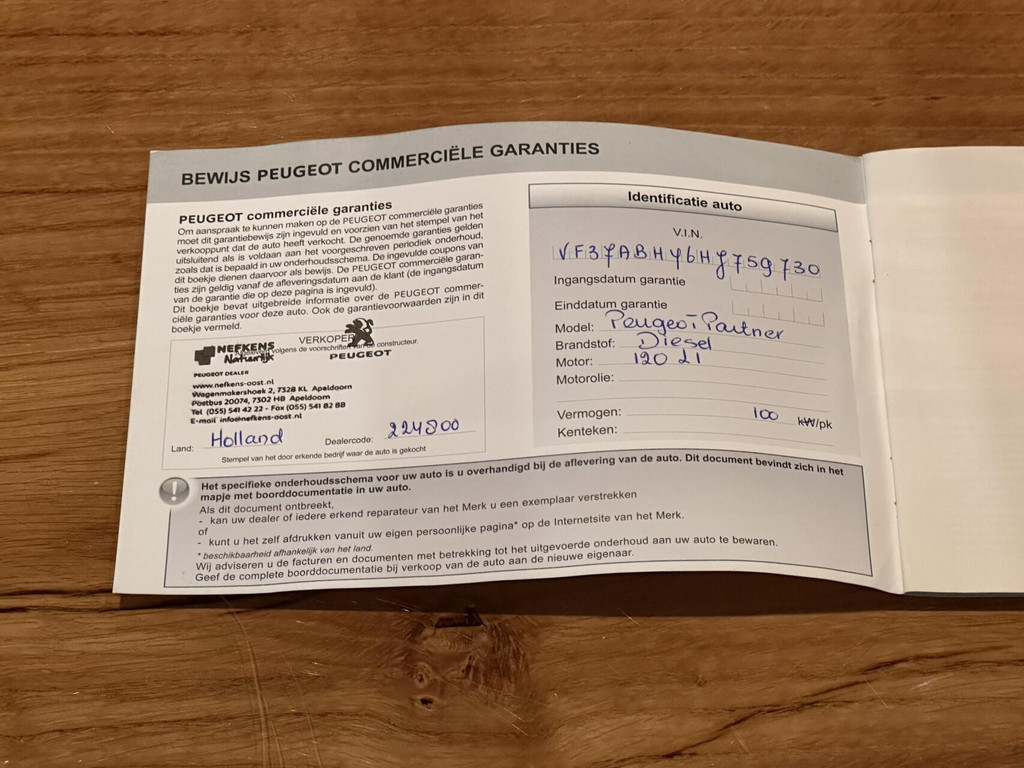 BEWIJS PEUGEOT COMMERCIËLE GARANTIES
PEUGEOT commerciële garanties
Om aanspraak te kunnen maken op de PEUGEOT commerciële garanties
moet dit garantiebewijs zijn ingevuld en voorzien van het stempel van het
verkooppunt dat de auto heeft verkocht. De genoemde garanties gelden
uitsluitend als is voldaan aan het voorgeschreven periodiek onderhoud,
zoals dat is bepaald in uw onderhoudsschema. De ingevulde coupons van
dit boekje dienen daarvoor als bewijs. De PEUGEOT commerciële garan-
ties zijn geldig vanaf de afleveringsdatum aan de klant (de ingangsdatum
van de garantie die op deze pagina is ingevuld).
Dit boekje bevat uitgebreide informatie over de PEUGEOT commer-
ciële garanties voor deze auto. Ook de garantievoorwaarden zijn in dit
boekje vermeld.
VERKOPER
volgens de voorschriften van de constructeur.
NEFKENS
Natuurlijk
PEUGEOT
PEUGEOT DEALER
www.nefkens-oost.nl
Wagenmakershoek 2, 7328 KL Apeldoorn
Postbus 20074, 7302 HB Apeldoorn
Tel (055) 541 42 22 - Fax (055) 541 82 88
E-mail info@nefkens-oost.nl
Land: Holland Dealercode: 224800
Stempel van het door erkende bedrijf waar de auto is gekocht
Identificatie auto
V.I.N.
VF37ABHY6HJ759730
Ingangsdatum garantie
Einddatum garantie
Model: Peugeot Partner
Brandstof: Diesel
Motor: 120 L1
Motorolie:
Vermogen: 100 kW/pk
Kenteken:
Het specifieke onderhoudsschema voor uw auto is u overhandigd bij de aflevering van de auto. Dit document bevindt zich in het
mapje met boorddocumentatie in uw auto.
Als dit document ontbreekt,
- kan uw dealer of iedere erkend reparateur van het Merk u een exemplaar verstrekken
of
- kunt u het zelf afdrukken vanuit uw eigen persoonlijke pagina* op de Internetsite van het Merk.
* beschikbaarheid afhankelijk van het land.
Wij adviseren u de facturen en documenten met betrekking tot het uitgevoerde onderhoud aan uw auto te bewaren.
Geef de complete boorddocumentatie bij verkoop van de auto aan de nieuwe eigenaar.